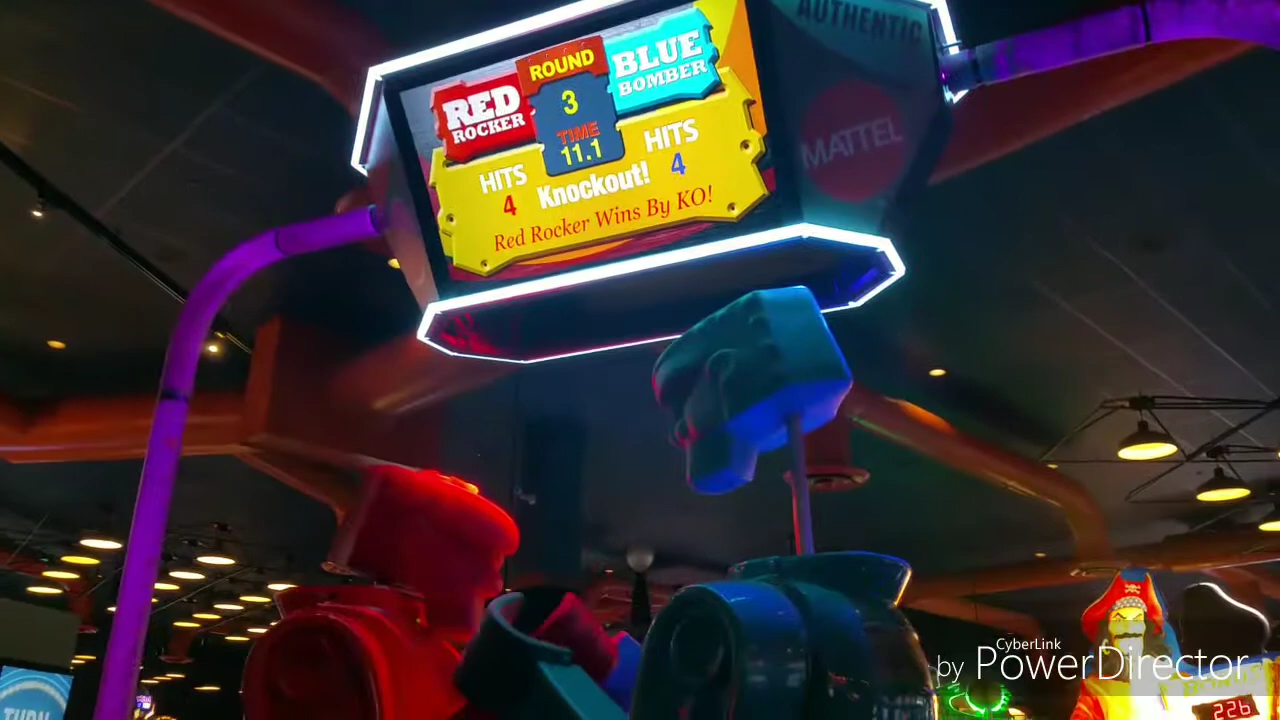 AUTHENTIC
MATTEL
ROUND
3
RED
ROCKER
BLUE
BOMBER
TIME
11.1
HITS
4
HITS
4
Knockout!
Red Rocker Wins By KO!
CyberLink
by PowerDirector
TURN
226